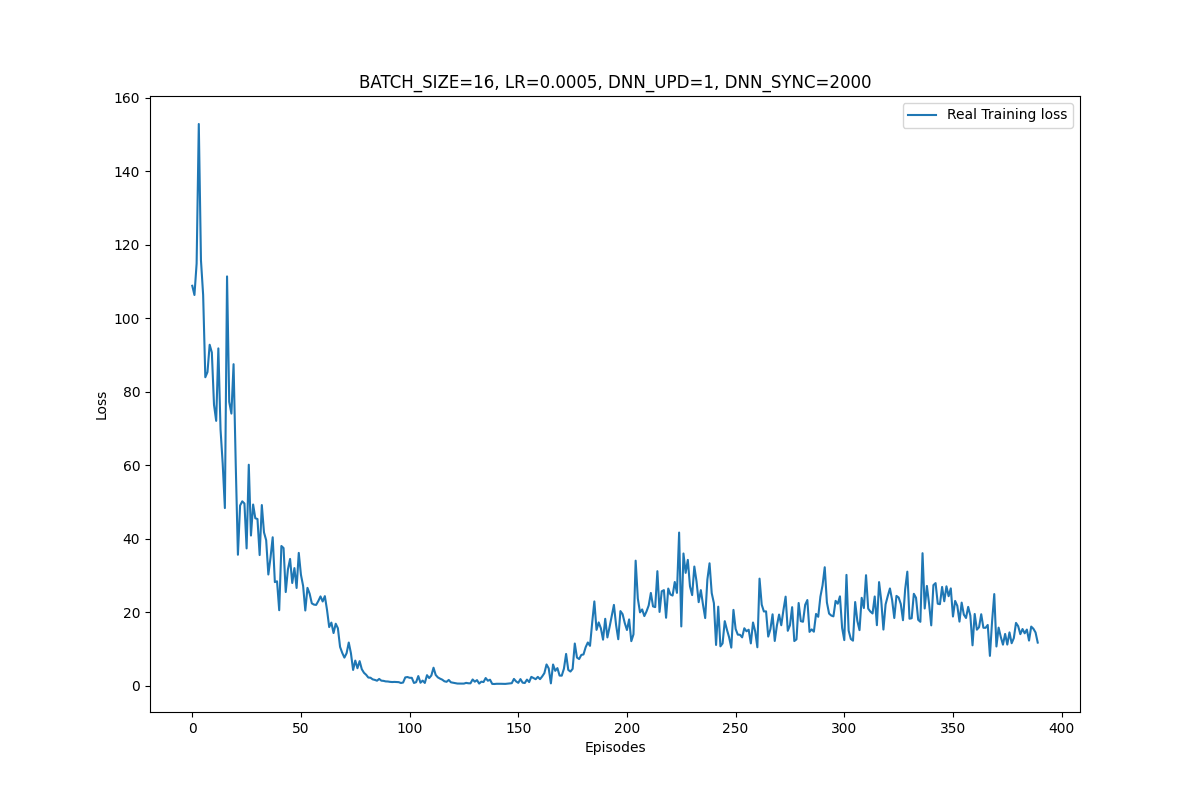 BATCH_SIZE=16, LR=0.0005, DNN_UPD=1, DNN_SYNC=2000
Real Training loss
160
140
120
100
80
60
40
20
0
Loss
0 50 100 150 200 250 300 350 400
Episodes